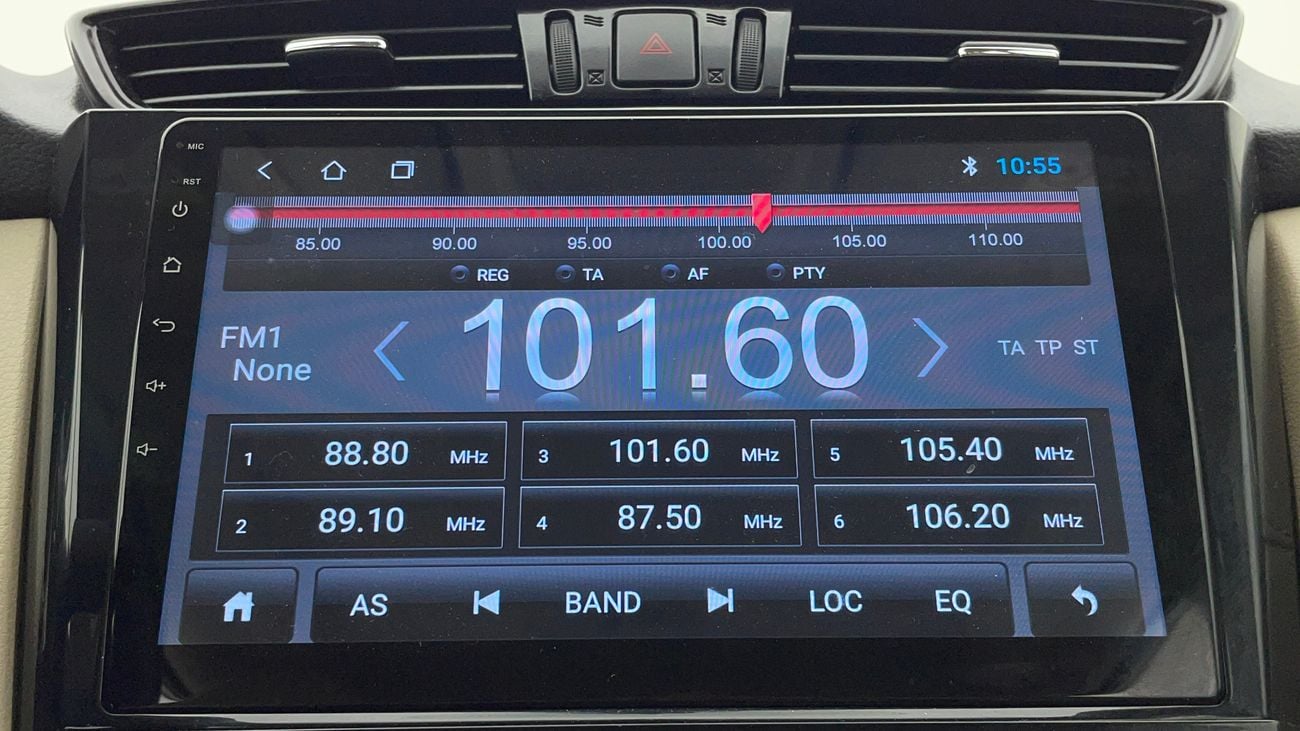 MIC
RST
10:55
85.00 90.00 95.00 100.00 105.00 110.00
REG TA AF PTY
FM1
None
101.60
TA TP ST
1 88.80 MHz
3 101.60 MHz
5 105.40 MHz
2 89.10 MHz
4 87.50 MHz
6 106.20 MHz
AS BAND LOC EQ